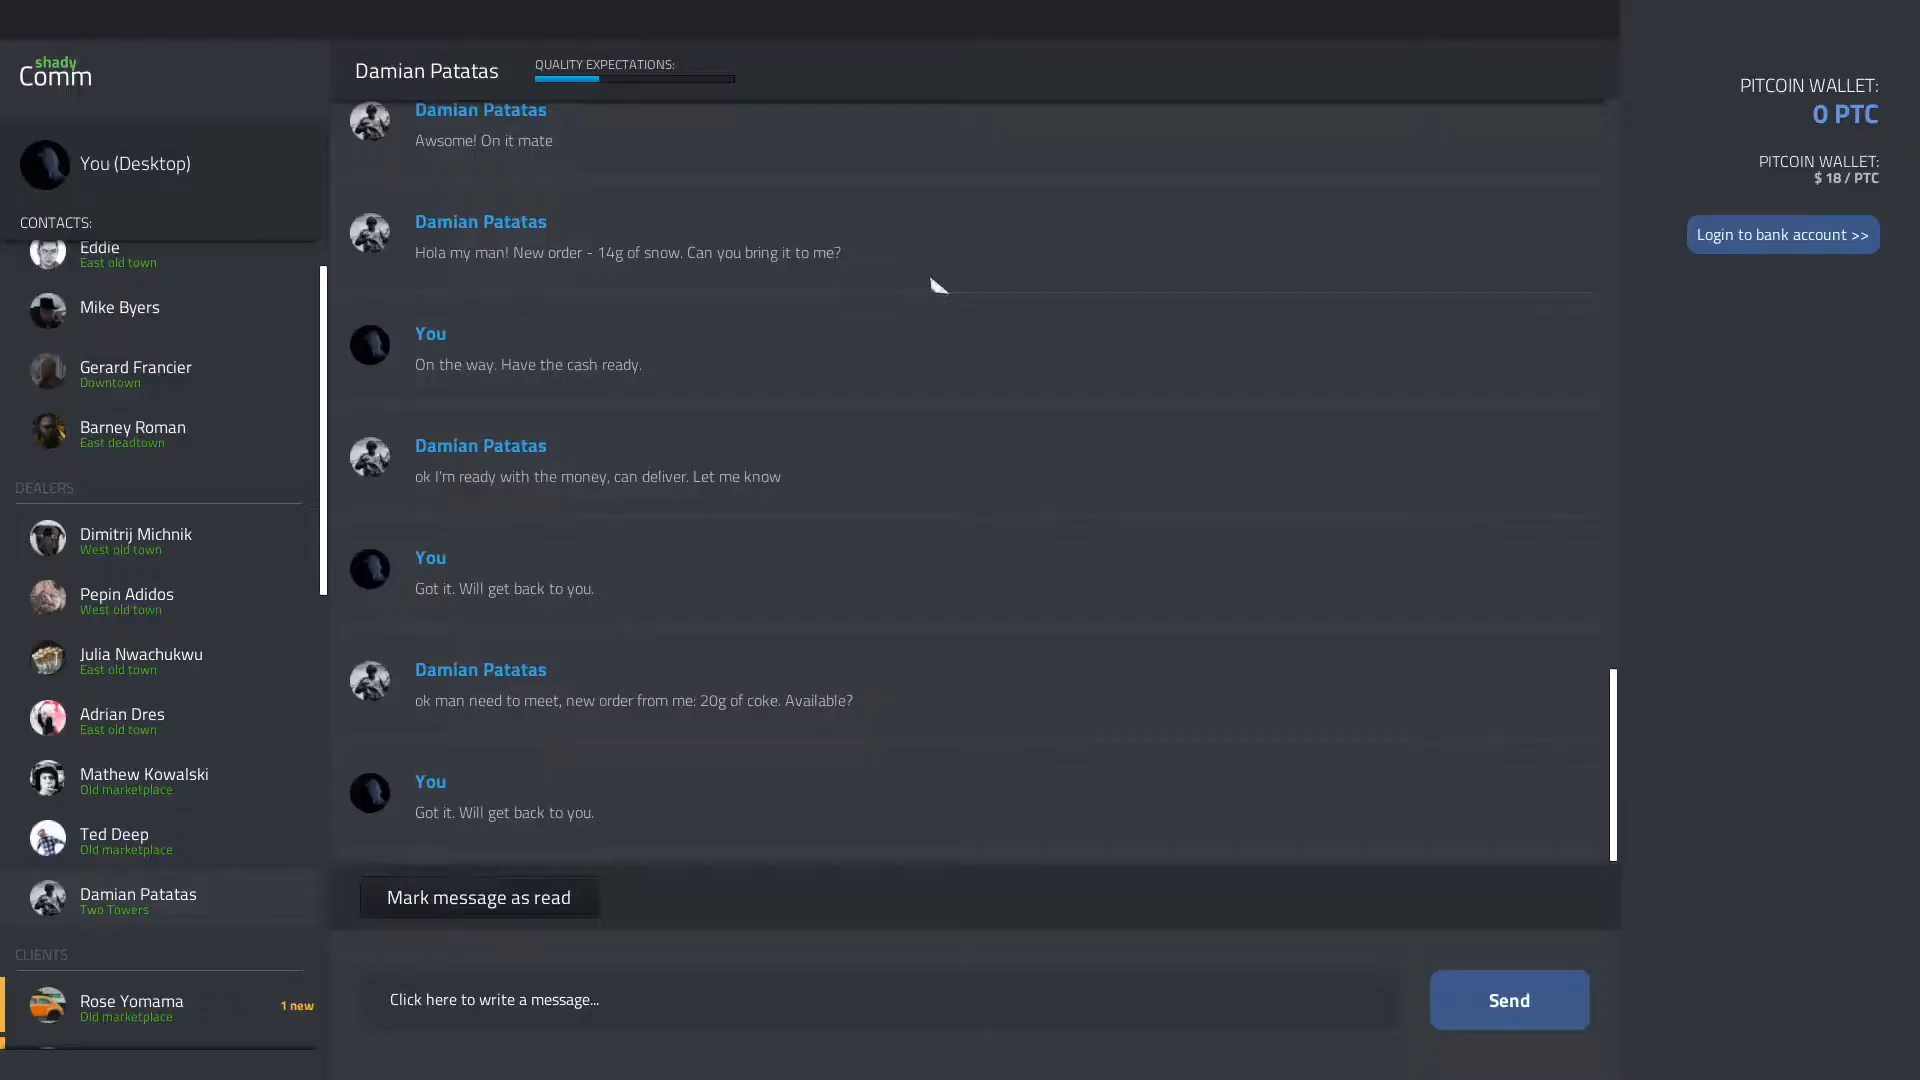 shady
Comm
You (Desktop)
CONTACTS:
Eddie
East old town
Mike Byers
Gerard Francier
Downtown
Barney Roman
East deadtown
DEALERS
Dimitrij Michnik
West old town
Pepin Adidos
West old town
Julia Nwachukwu
East old town
Adrian Dres
East old town
Mathew Kowalski
Old marketplace
Ted Deep
Old marketplace
Damian Patatas
Two Towers
CLIENTS
Rose Yomama
1 new
Old marketplace
Damian Patatas
QUALITY EXPECTATIONS:
Damian Patatas
Awsome! On it mate
Damian Patatas
Hola my man! New order - 14g of snow. Can you bring it to me?
You
On the way. Have the cash ready.
Damian Patatas
ok I'm ready with the money, can deliver. Let me know
You
Got it. Will get back to you.
Damian Patatas
ok man need to meet, new order from me: 20g of coke. Available?
You
Got it. Will get back to you.
Mark message as read
Click here to write a message...
Send
PITCOIN WALLET:
0 PTC
PITCOIN WALLET:
$ 18 / PTC
Login to bank account >>